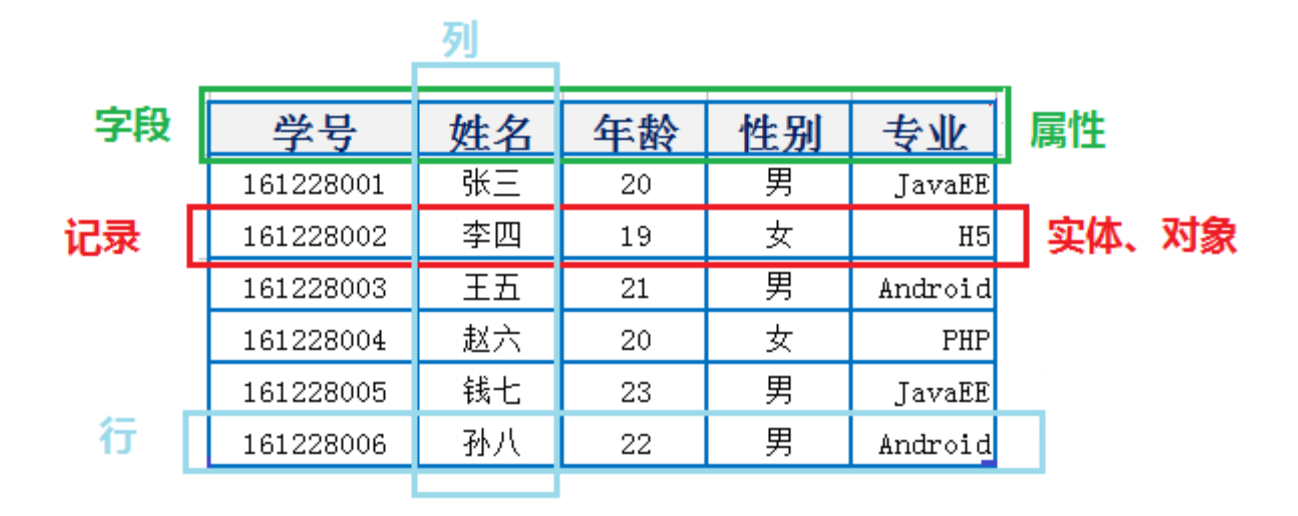 列
字段 学号 姓名 年龄 性别 专业 属性
161228001 张三 20 男 JavaEE
记录 161228002 李四 19 女 H5 实体、对象
161228003 王五 21 男 Android
161228004 赵六 20 女 PHP
161228005 钱七 23 男 JavaEE
行 161228006 孙八 22 男 Android